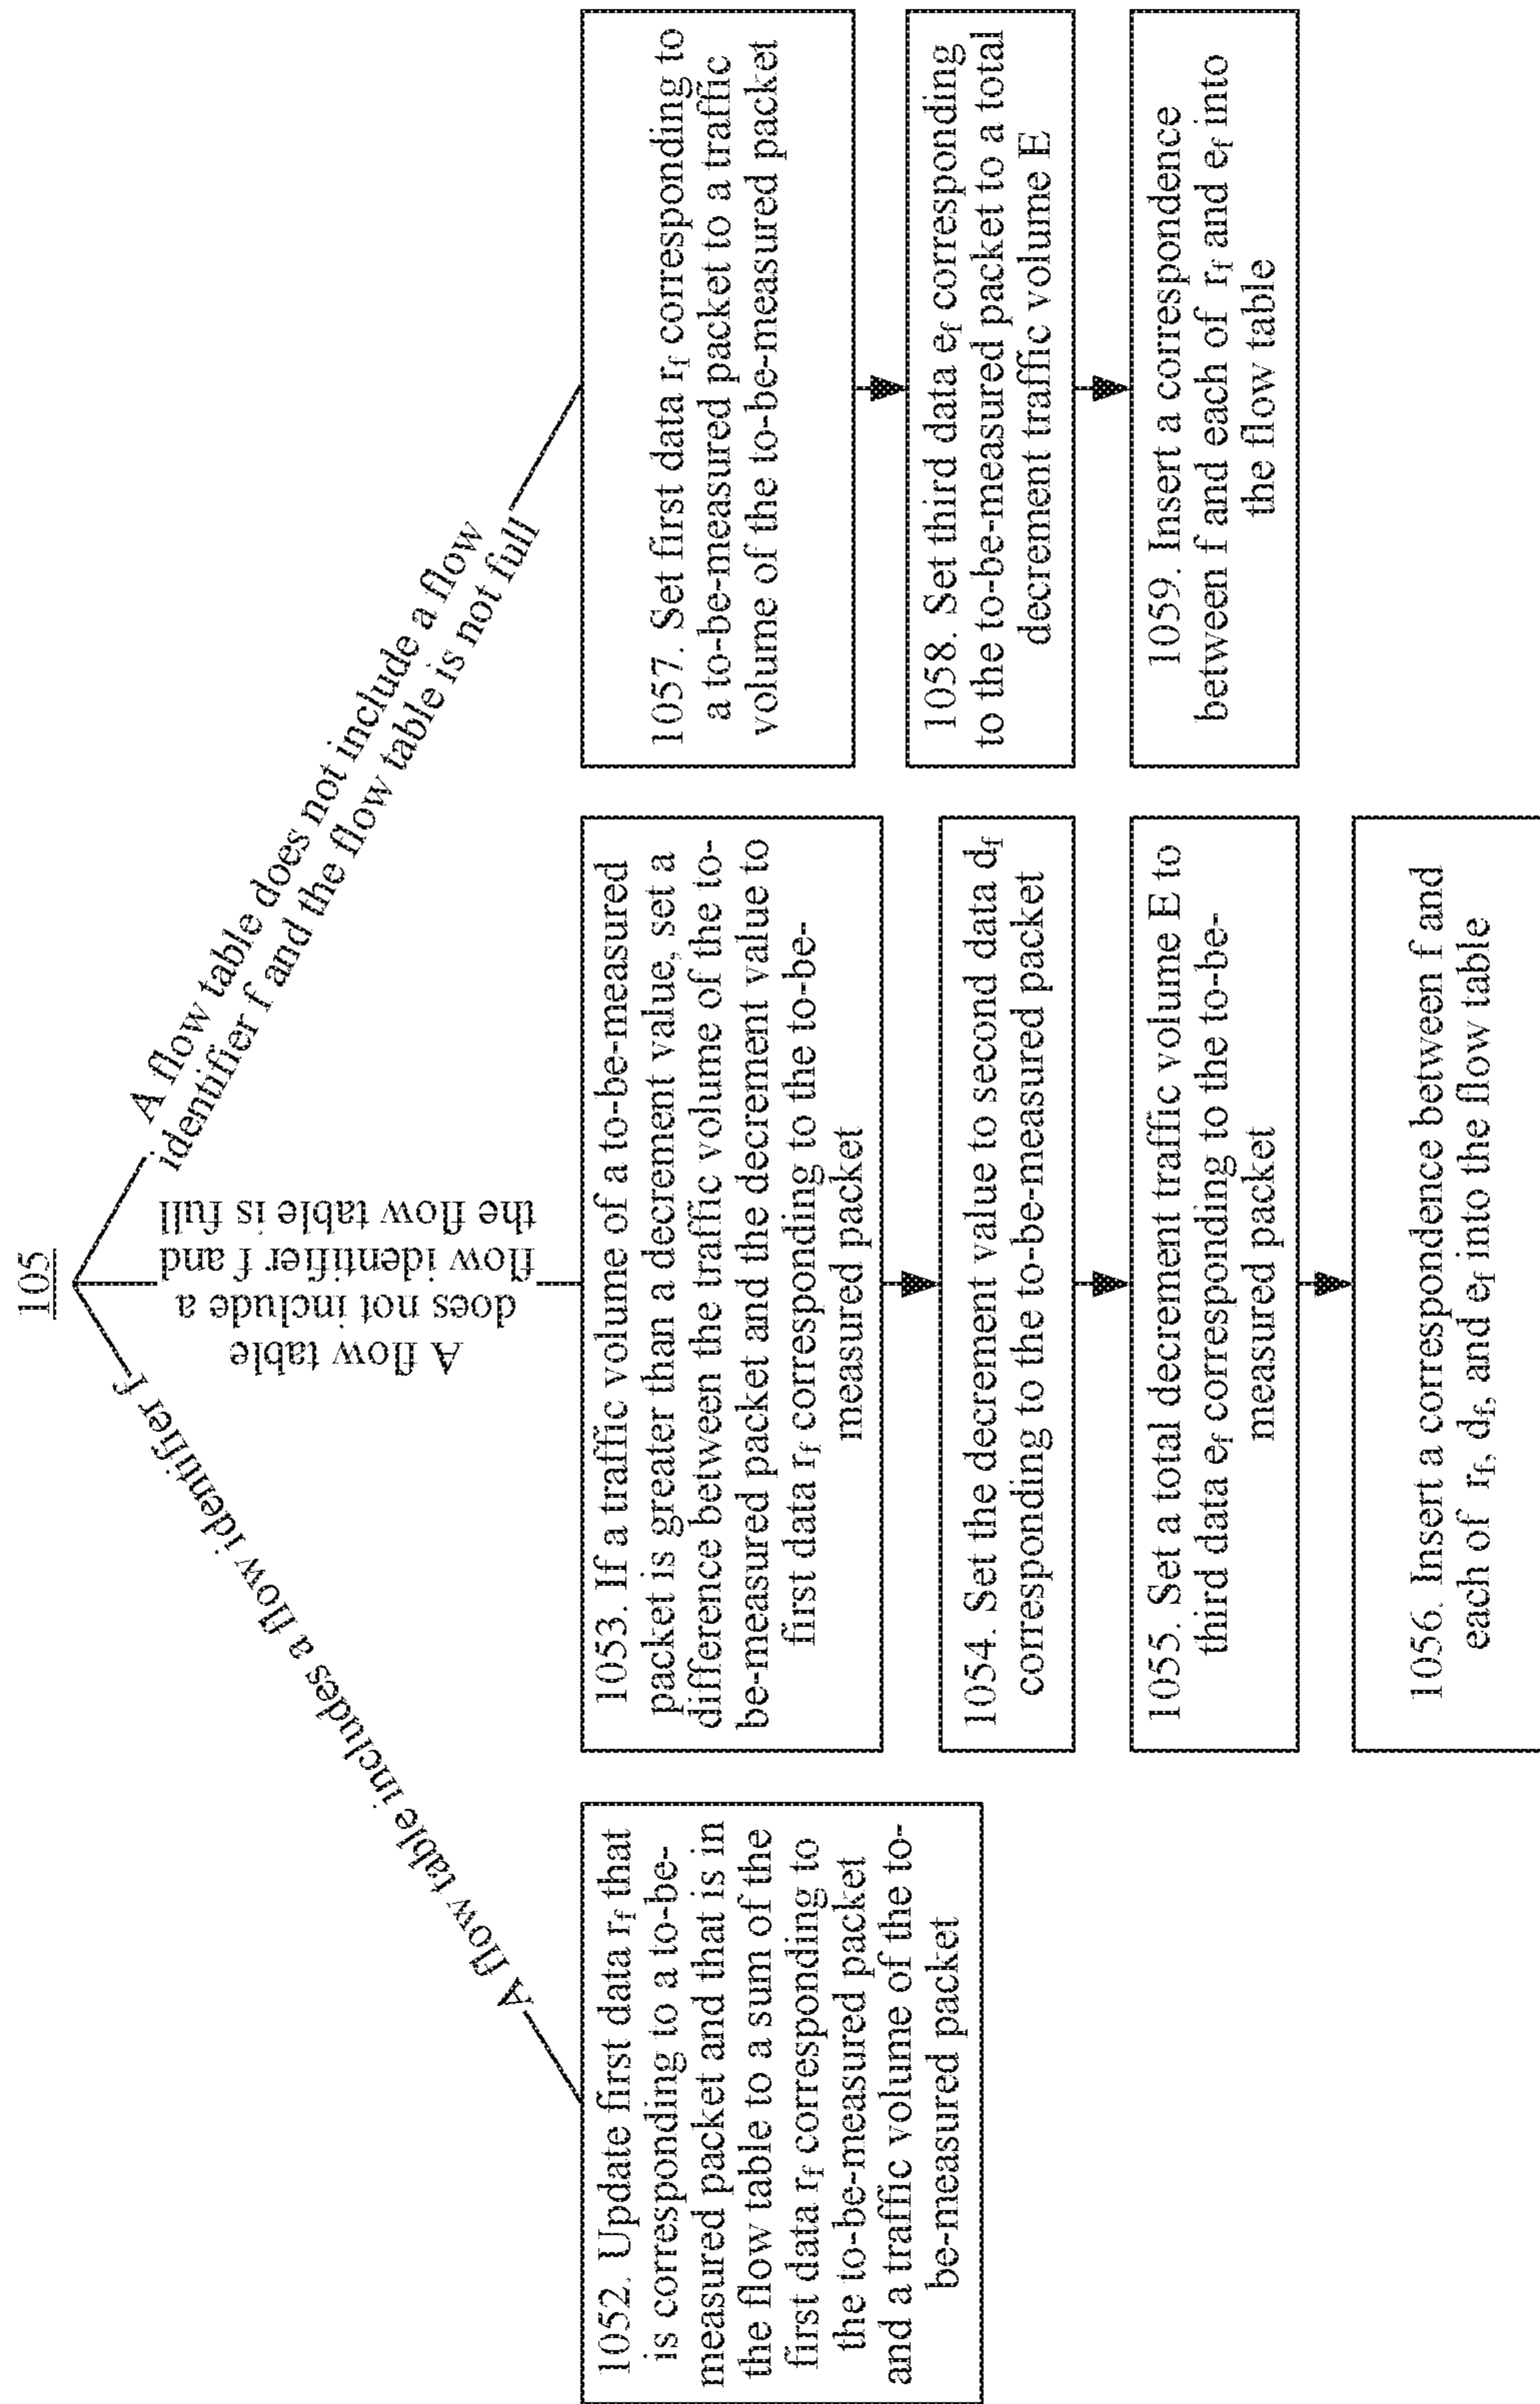 105
A flow table includes a flow identifier f
A flow table
does not include a
flow identifier f and
the flow table is full
A flow table does not include a flow
identifier f and the flow table is not full
1052. Update first data rf that
is corresponding to a to-be-
measured packet and that is in
the flow table to a sum of the
first data rf corresponding to
the to-be-measured packet
and a traffic volume of the to-
be-measured packet
1053. If a traffic volume of a to-be-measured
packet is greater than a decrement value, set a
difference between the traffic volume of the to-
be-measured packet and the decrement value to
first data rf corresponding to the to-be-
measured packet
1054. Set the decrement value to second data df
corresponding to the to-be-measured packet
1055. Set a total decrement traffic volume E to
third data ef corresponding to the to-be-
measured packet
1056. Insert a correspondence between f and
each of rf, df, and ef into the flow table
1057. Set first data rf corresponding to
a to-be-measured packet to a traffic
volume of the to-be-measured packet
1058. Set third data ef corresponding
to the to-be-measured packet to a total
decrement traffic volume E
1059. Insert a correspondence
between f and each of rf and ef into
the flow table